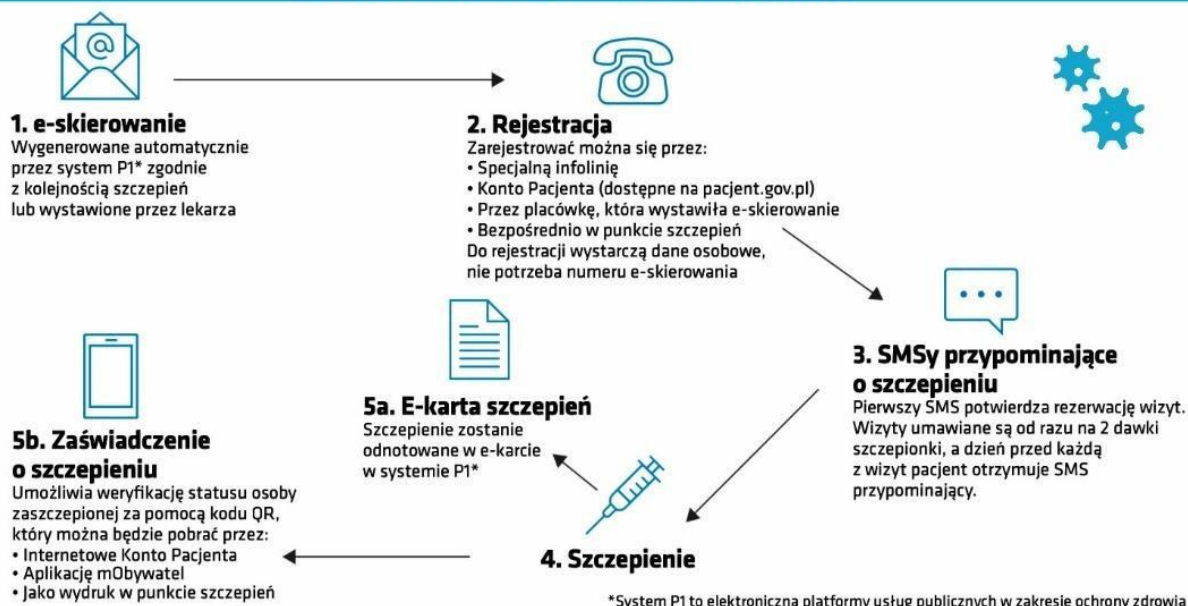 1. e-skierowanie
Wygenerowane automatycznie
przez system P1* zgodnie
z kolejnością szczepień
lub wystawione przez lekarza
2. Rejestracja
Zarejestrować można się przez:
• Specjalną infolinię
• Konto Pacjenta (dostępne na pacjent.gov.pl)
• Przez placówkę, która wystawiła e-skierowanie
• Bezpośrednio w punkcie szczepień
Do rejestracji wystarczą dane osobowe,
nie potrzeba numeru e-skierowania
3. SMSy przypominające
o szczepieniu
Pierwszy SMS potwierdza rezerwację wizyt.
Wizyty umawiane są od razu na 2 dawki
szczepionki, a dzień przed każdą
z wizyt pacjent otrzymuje SMS
przypominający.
4. Szczepienie
5a. E-karta szczepień
Szczepienie zostanie
odnotowane w e-karcie
w systemie P1*
5b. Zaświadczenie
o szczepieniu
Umożliwia weryfikację statusu osoby
zaszczepionej za pomocą kodu QR,
który można będzie pobrać przez:
• Internetowe Konto Pacjenta
• Aplikację mObywatel
• Jako wydruk w punkcie szczepień
*System P1 to elektroniczna platformy usług publicznych w zakresie ochrony zdrowia